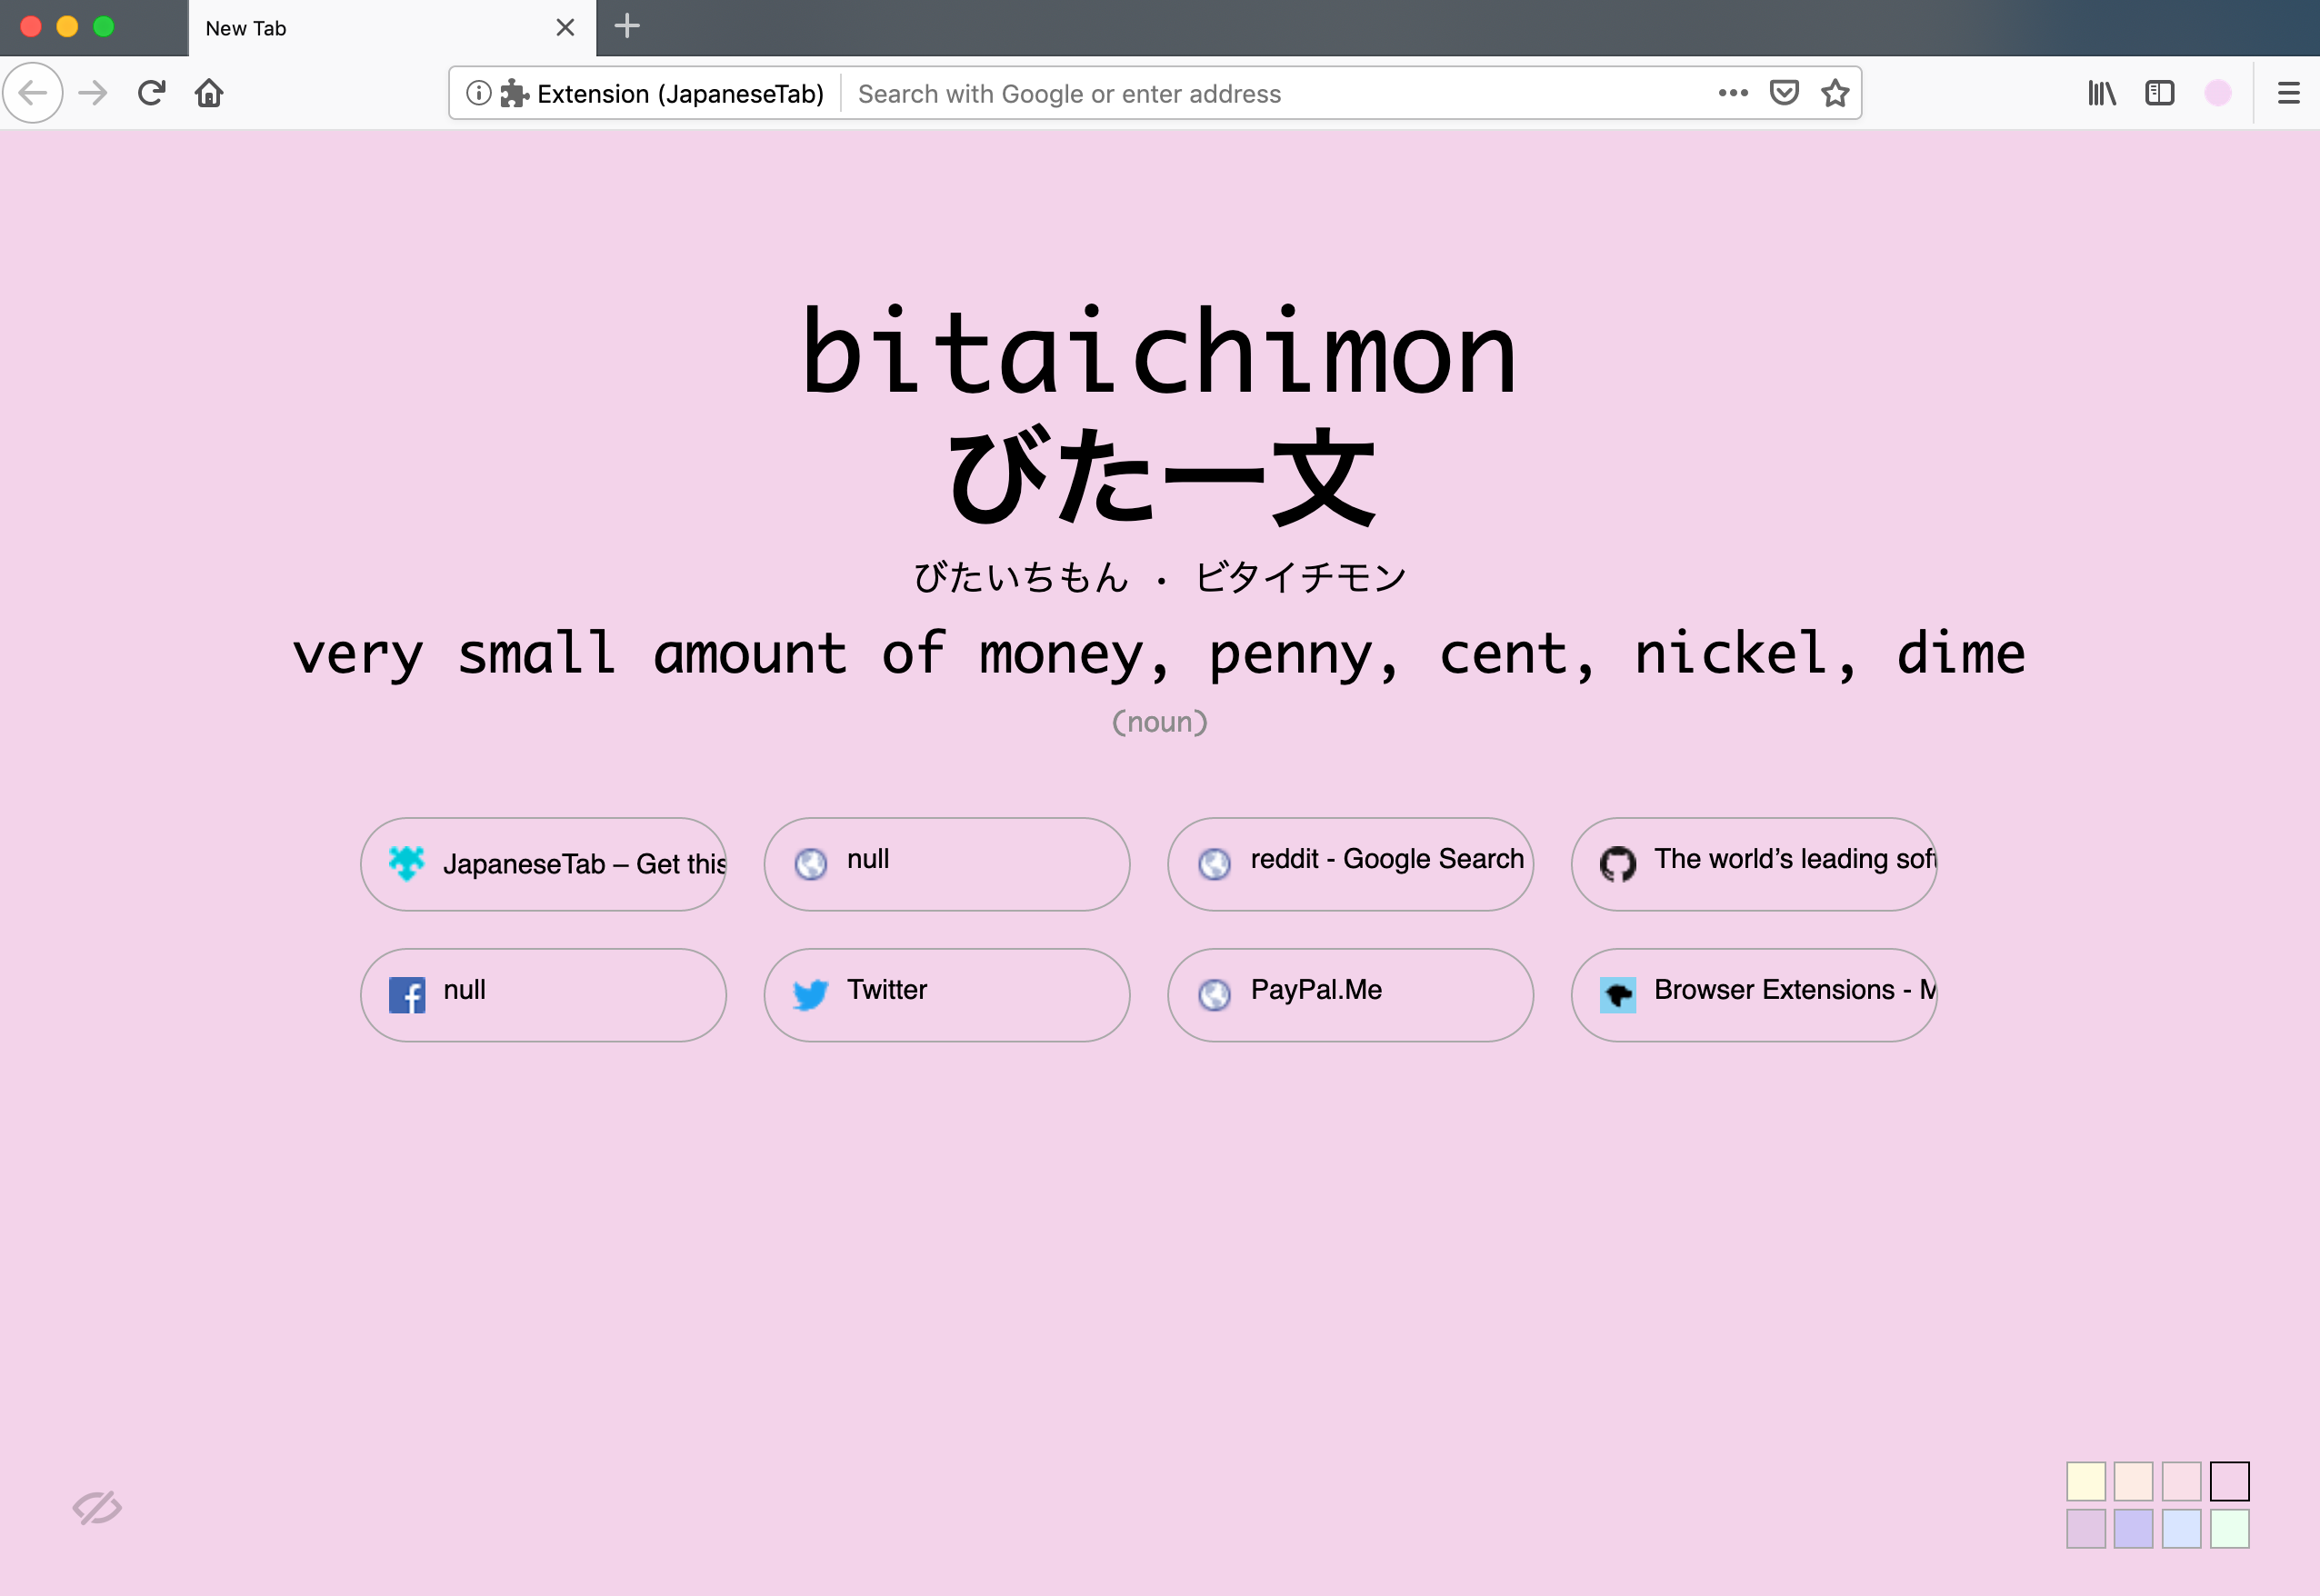 New Tab
Extension (JapaneseTab) Search with Google or enter address
bitaichimon
びた一文
びたいちもん · ビタイチモン
very small amount of money, penny, cent, nickel, dime
(noun)
JapaneseTab – Get this
null
reddit - Google Search
The world’s leading sof
null
Twitter
PayPal.Me
Browser Extensions - M